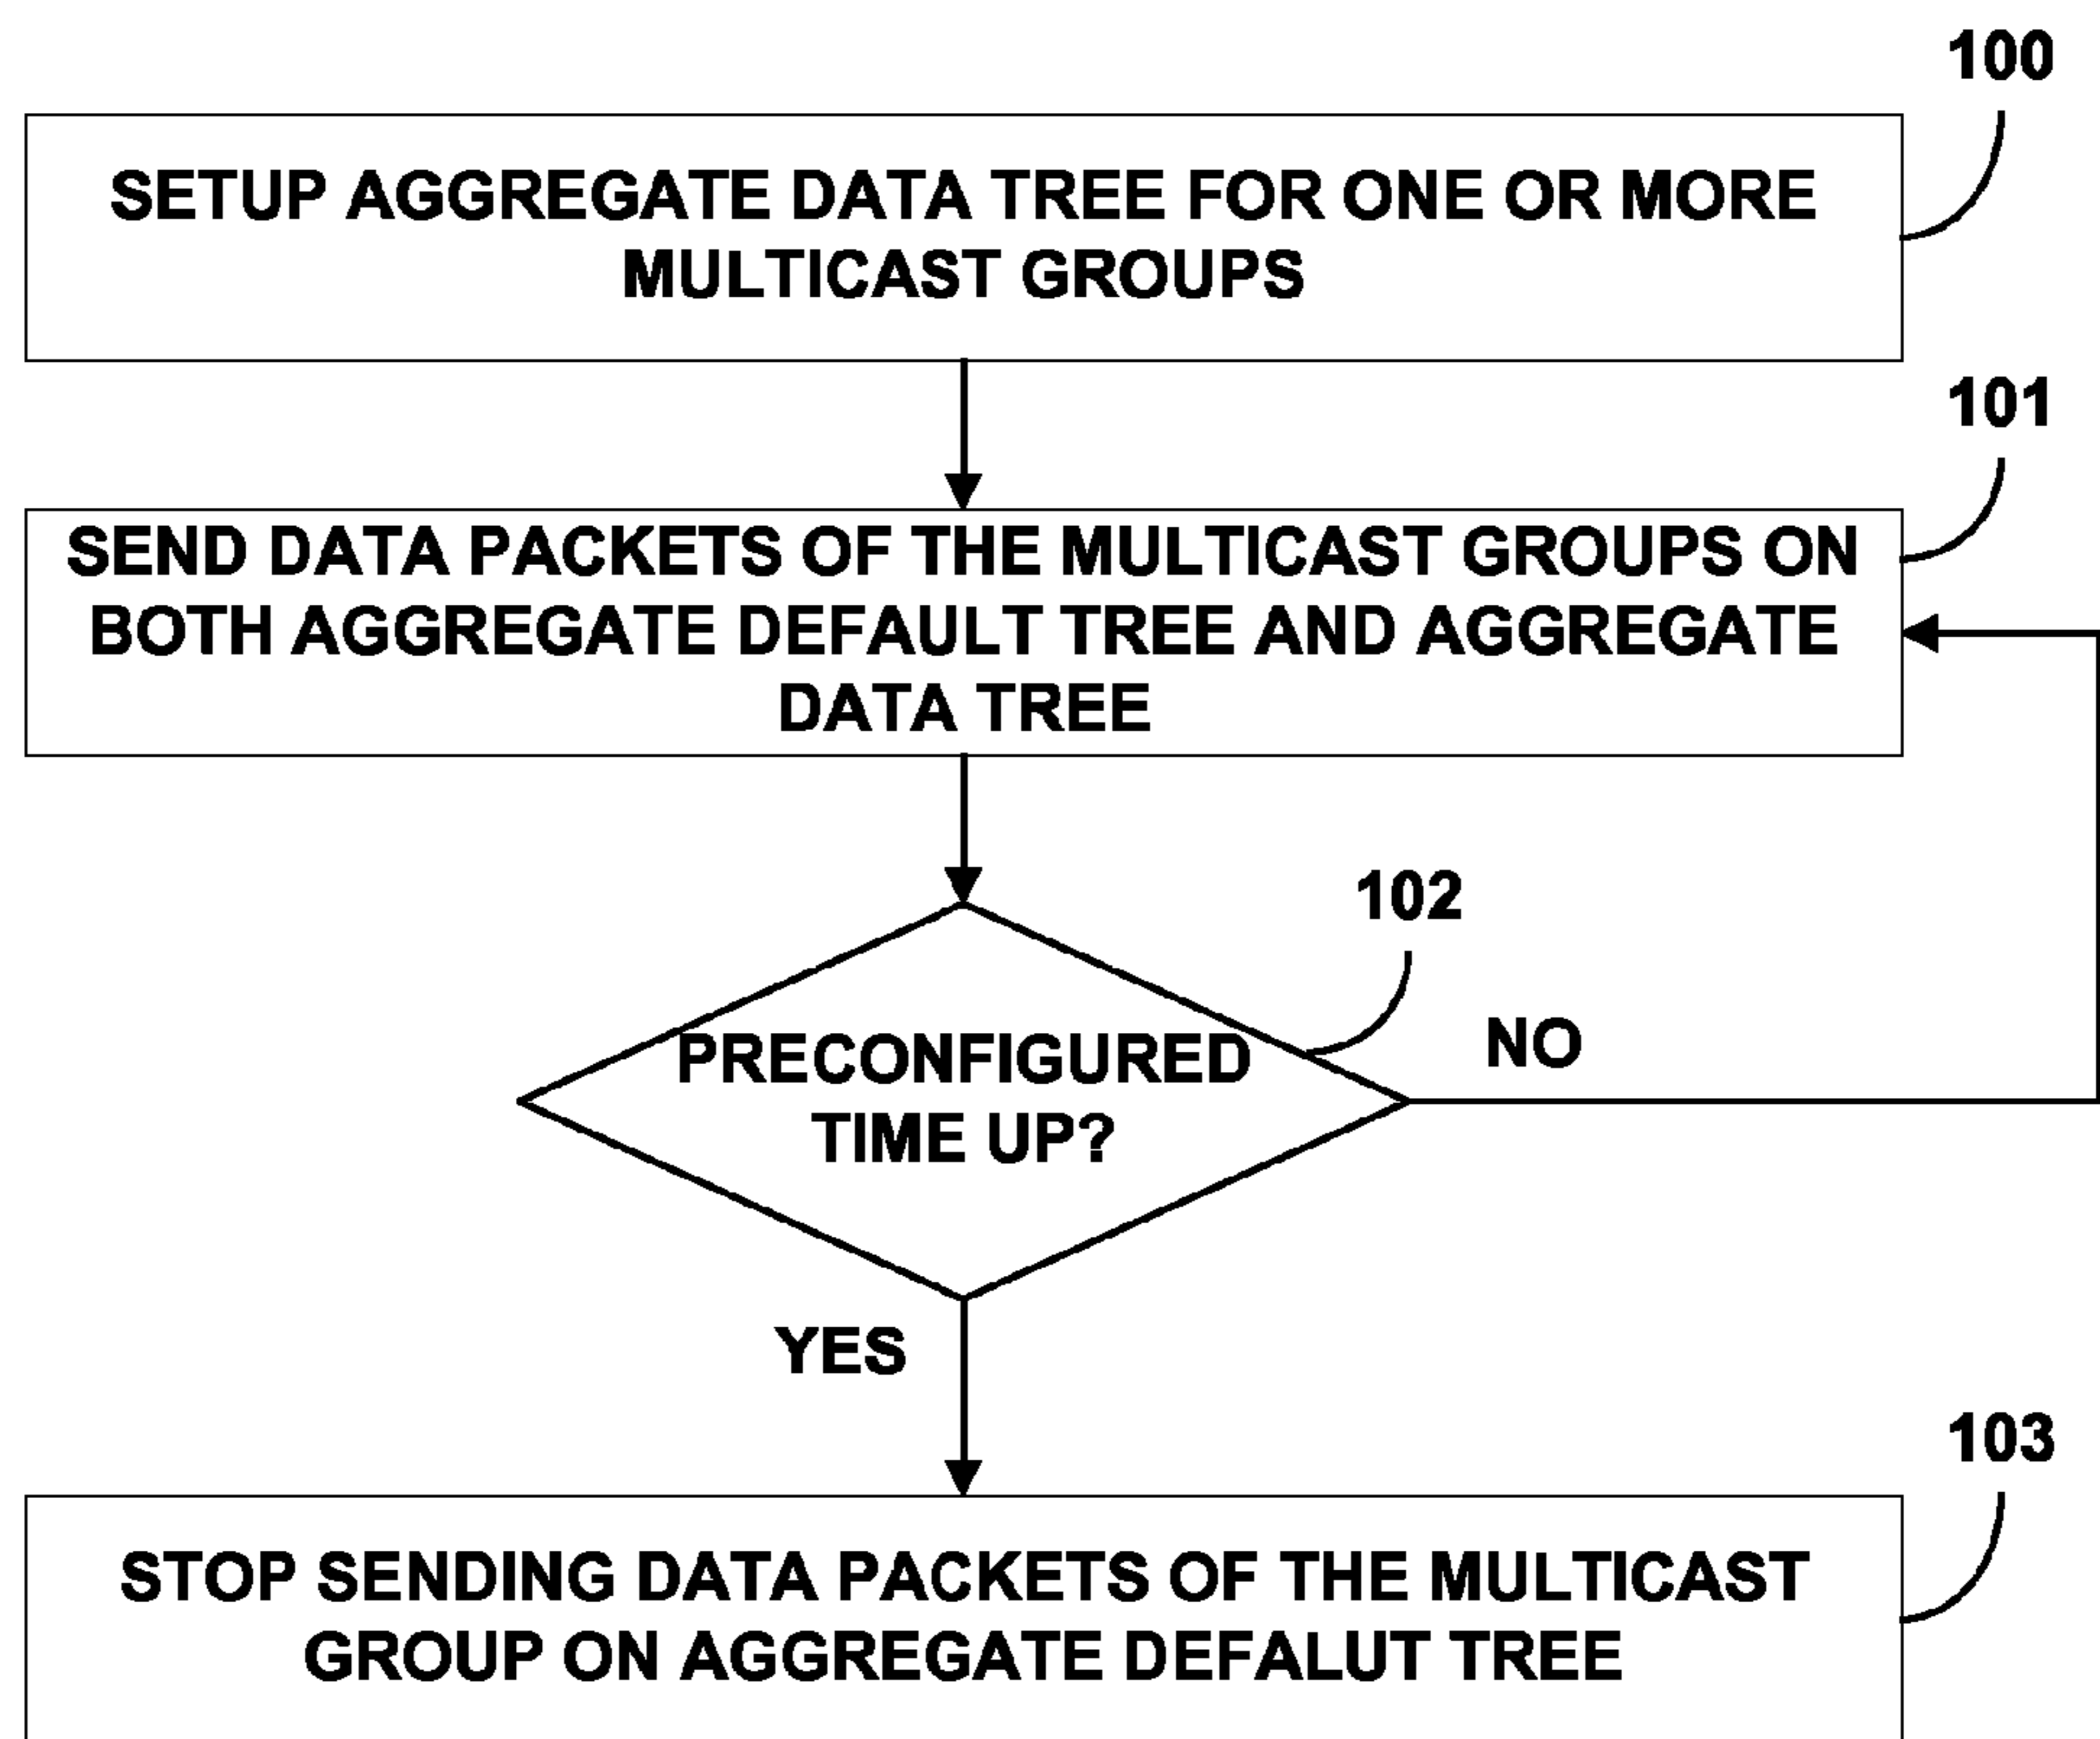 100
SETUP AGGREGATE DATA TREE FOR ONE OR MORE
MULTICAST GROUPS
101
SEND DATA PACKETS OF THE MULTICAST GROUPS ON
BOTH AGGREGATE DEFAULT TREE AND AGGREGATE
DATA TREE
102
PRECONFIGURED
TIME UP?
NO
YES
103
STOP SENDING DATA PACKETS OF THE MULTICAST
GROUP ON AGGREGATE DEFALUT TREE